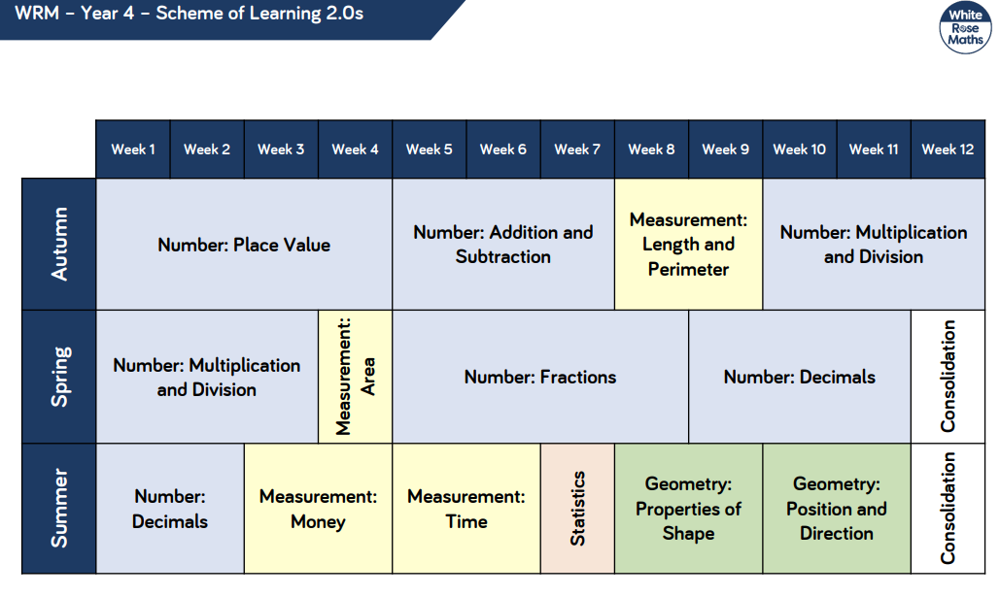 WRM – Year 4 – Scheme of Learning 2.0s
White
Rose
Maths
Week 1 Week 2 Week 3 Week 4 Week 5 Week 6 Week 7 Week 8 Week 9 Week 10 Week 11 Week 12
Autumn
Number: Place Value
Number: Addition and
Subtraction
Measurement:
Length and
Perimeter
Number: Multiplication
and Division
Spring
Number: Multiplication
and Division
Measurement:
Area
Number: Fractions
Number: Decimals
Consolidation
Summer
Number:
Decimals
Measurement:
Money
Measurement:
Time
Statistics
Geometry:
Properties of
Shape
Geometry:
Position and
Direction
Consolidation